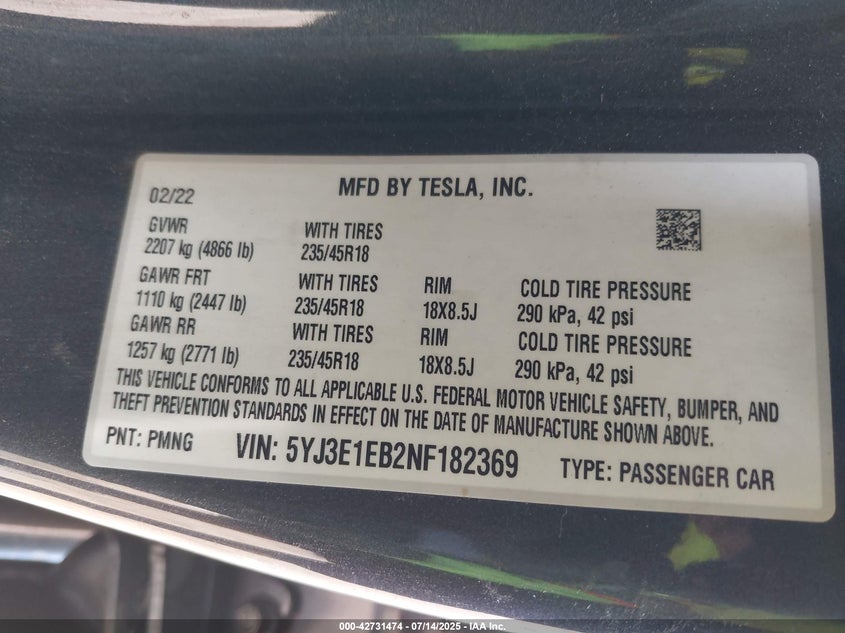 MFD BY TESLA, INC.
02/22
GVWR
2207 kg (4866 lb)
WITH TIRES
235/45R18
GAWR FRT
1110 kg (2447 lb)
WITH TIRES
235/45R18
RIM
18X8.5J
COLD TIRE PRESSURE
290 kPa, 42 psi
GAWR RR
1257 kg (2771 lb)
WITH TIRES
235/45R18
RIM
18X8.5J
COLD TIRE PRESSURE
290 kPa, 42 psi
THIS VEHICLE CONFORMS TO ALL APPLICABLE U.S. FEDERAL MOTOR VEHICLE SAFETY, BUMPER, AND
THEFT PREVENTION STANDARDS IN EFFECT ON THE DATE OF MANUFACTURE SHOWN ABOVE.
PNT: PMNG VIN: 5YJ3E1EB2NF182369 TYPE: PASSENGER CAR
000-42731474 - 07/14/2025 - IAA Inc.